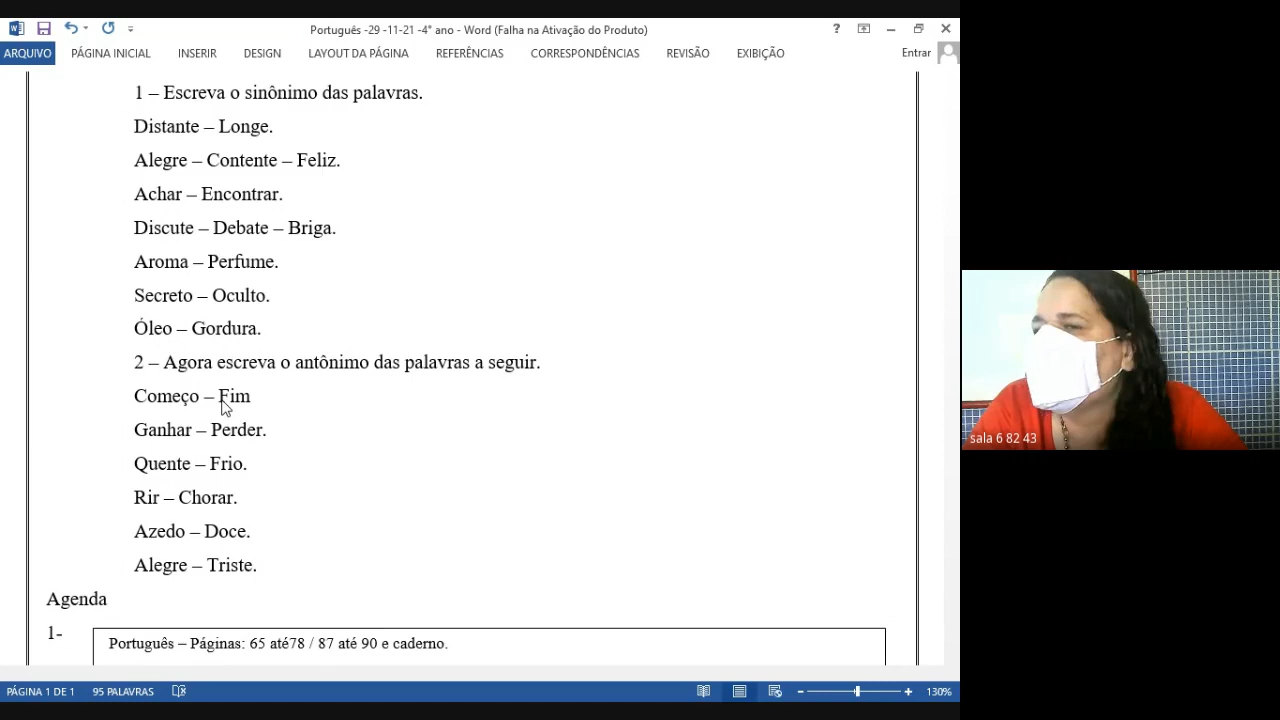 Português -29 -11-21 -4° ano - Word (Falha na Ativação do Produto)
?
ARQUIVO PÁGINA INICIAL INSERIR DESIGN LAYOUT DA PÁGINA REFERÊNCIAS CORRESPONDÊNCIAS REVISÃO EXIBIÇÃO Entrar
1 – Escreva o sinônimo das palavras.
Distante – Longe.
Alegre – Contente – Feliz.
Achar – Encontrar.
Discute – Debate – Briga.
Aroma – Perfume.
Secreto – Oculto.
Óleo – Gordura.
2 – Agora escreva o antônimo das palavras a seguir.
Começo – Fim
Ganhar – Perder.
Quente – Frio.
Rir – Chorar.
Azedo – Doce.
Alegre – Triste.
Agenda
1-
Português – Páginas: 65 até78 / 87 até 90 e caderno.
PÁGINA 1 DE 1 95 PALAVRAS 130%
sala 6 82 43